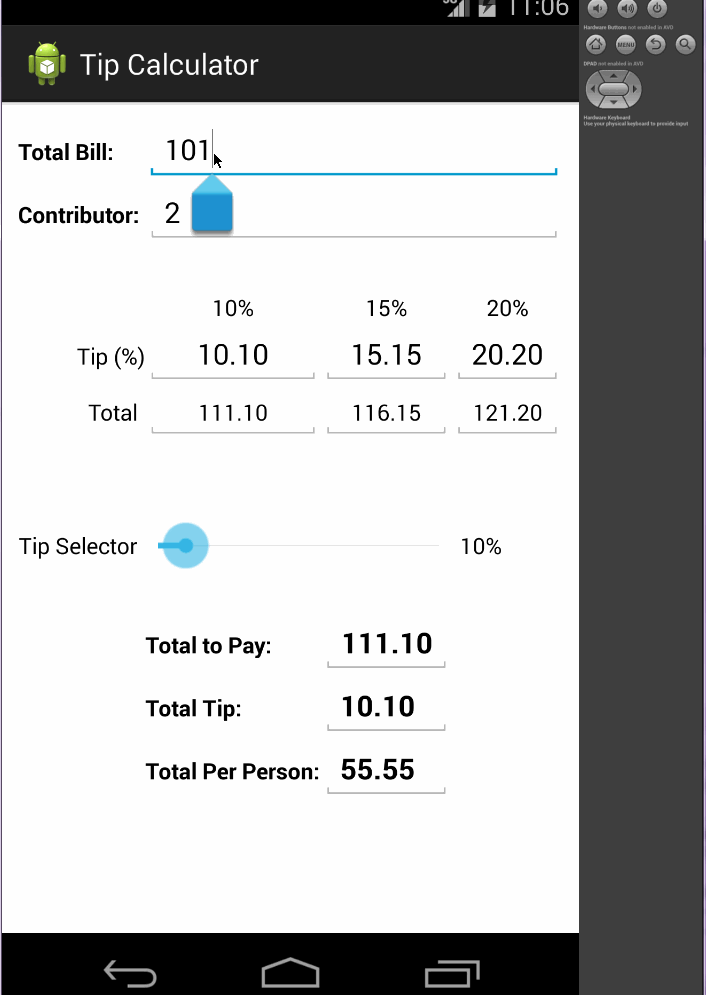 11:06
Tip Calculator
Total Bill: 101
Contributor: 2
10% 15% 20%
Tip (%) 10.10 15.15 20.20
Total 111.10 116.15 121.20
Tip Selector 10%
Total to Pay: 111.10
Total Tip: 10.10
Total Per Person: 55.55
Hardware Buttons not enabled in AVD
MENU
DPAD not enabled in AVD
Hardware Keyboard
Use your physical keyboard to provide input